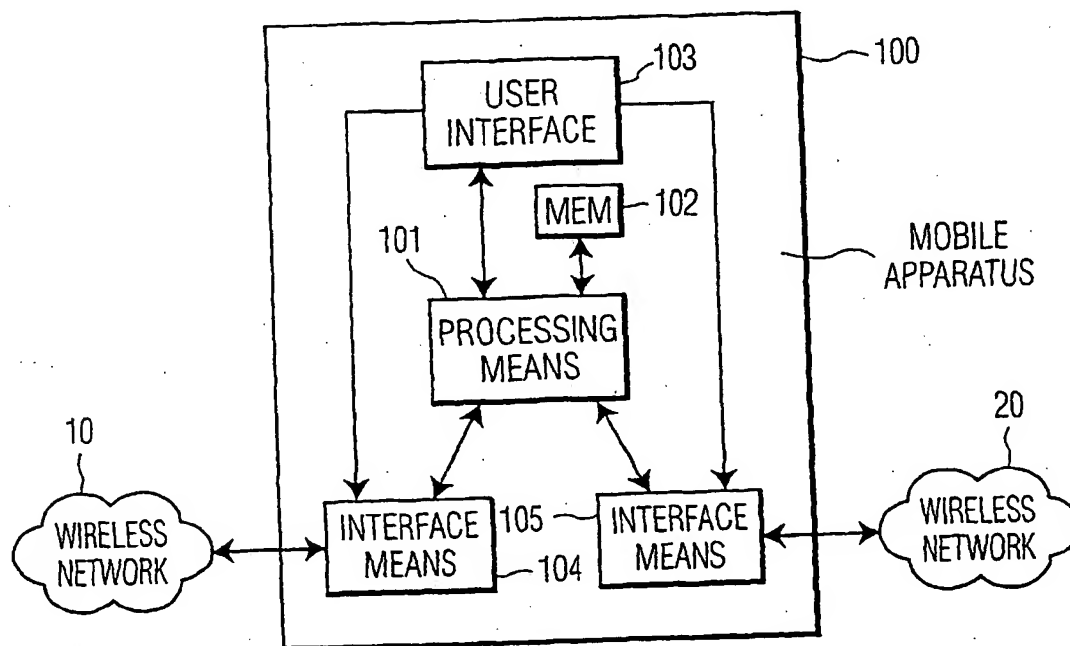 103
100
USER
INTERFACE
MEM
102
101
MOBILE
APPARATUS
PROCESSING
MEANS
10
20
WIRELESS
NETWORK
INTERFACE
MEANS
104
105
INTERFACE
MEANS
WIRELESS
NETWORK